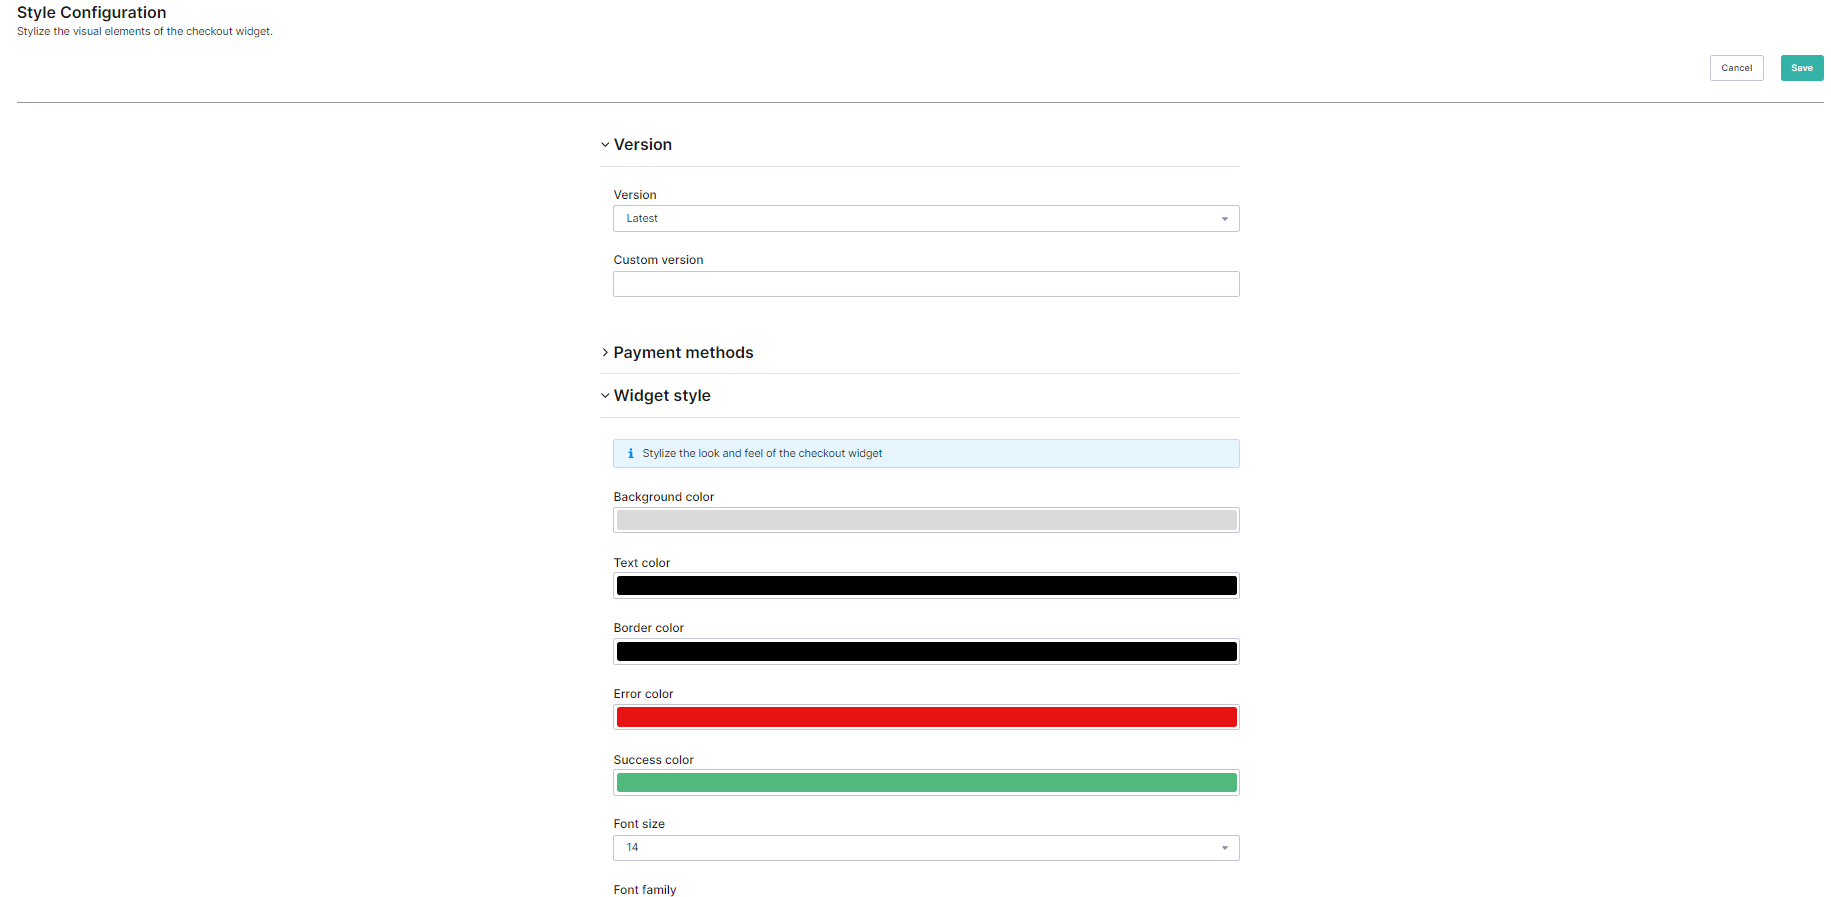 Style Configuration
Stylize the visual elements of the checkout widget.
Cancel
Save
Version
Version
Latest
Custom version
Payment methods
Widget style
Stylize the look and feel of the checkout widget
Background color
Text color
Border color
Error color
Success color
Font size
14
Font family